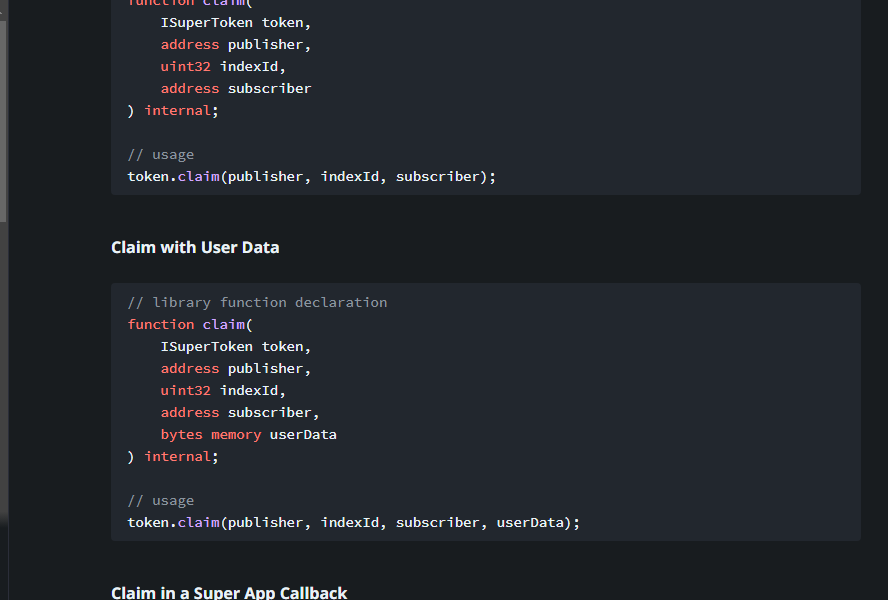 function claim(
ISuperToken token,
address publisher,
uint32 indexId,
address subscriber
) internal;
// usage
token.claim(publisher, indexId, subscriber);
Claim with User Data
// library function declaration
function claim(
ISuperToken token,
address publisher,
uint32 indexId,
address subscriber,
bytes memory userData
) internal;
// usage
token.claim(publisher, indexId, subscriber, userData);
Claim in a Super App Callback